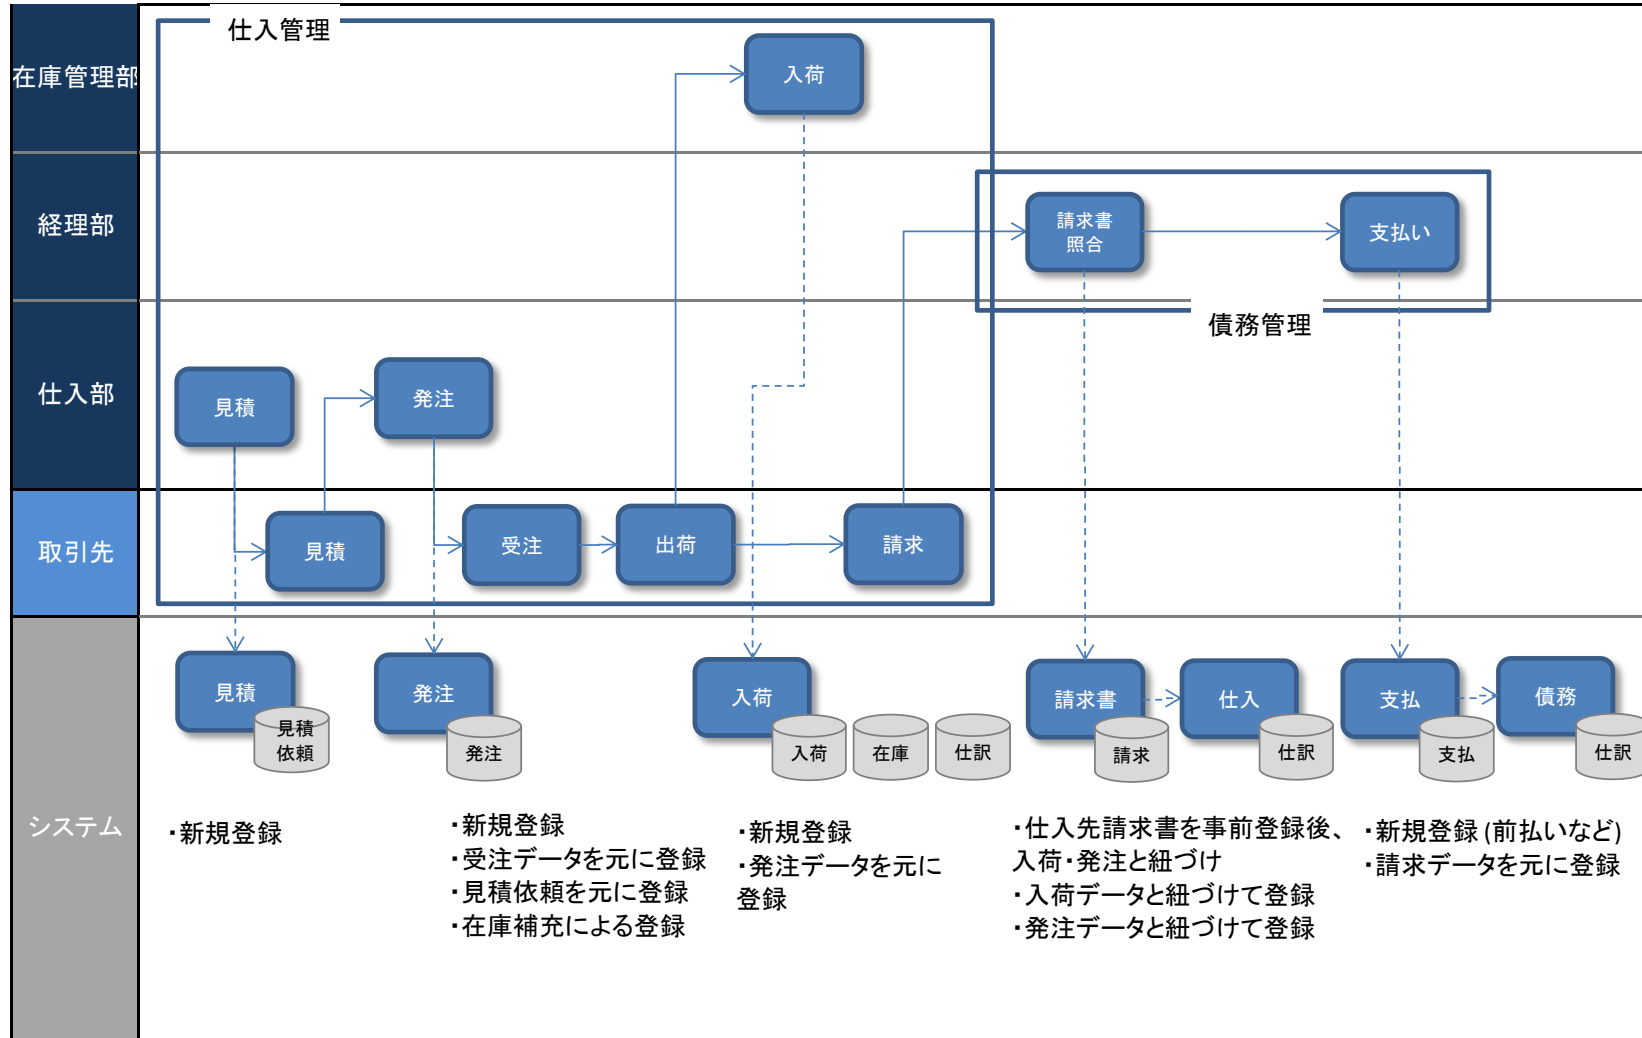 仕入管理
在庫管理部
入荷
経理部
請求書
照合
支払い
債務管理
仕入部
見積
発注
取引先
見積
受注
出荷
請求
システム
見積
見積
依頼
発注
発注
入荷
入荷
在庫
仕訳
請求書
請求
仕入
仕訳
支払
支払
債務
仕訳
・新規登録
・新規登録
・受注データを元に登録
・見積依頼を元に登録
・在庫補充による登録
・新規登録
・発注データを元に
登録
・仕入先請求書を事前登録後、
入荷・発注と紐づけ
・入荷データと紐づけて登録
・発注データと紐づけて登録
・新規登録(前払いなど)
・請求データを元に登録